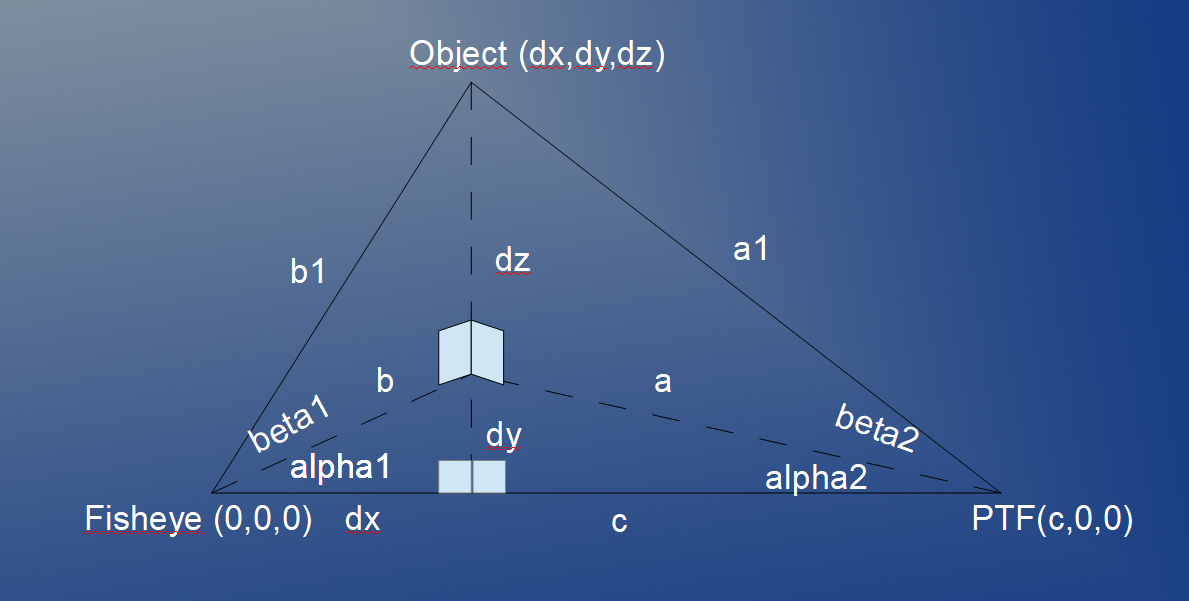 Object (dx,dy,dz)
b1
dz
a1
b
a
beta1
beta2
dy
alpha1
alpha2
Fisheye (0,0,0)
dx
c
PTF(c,0,0)